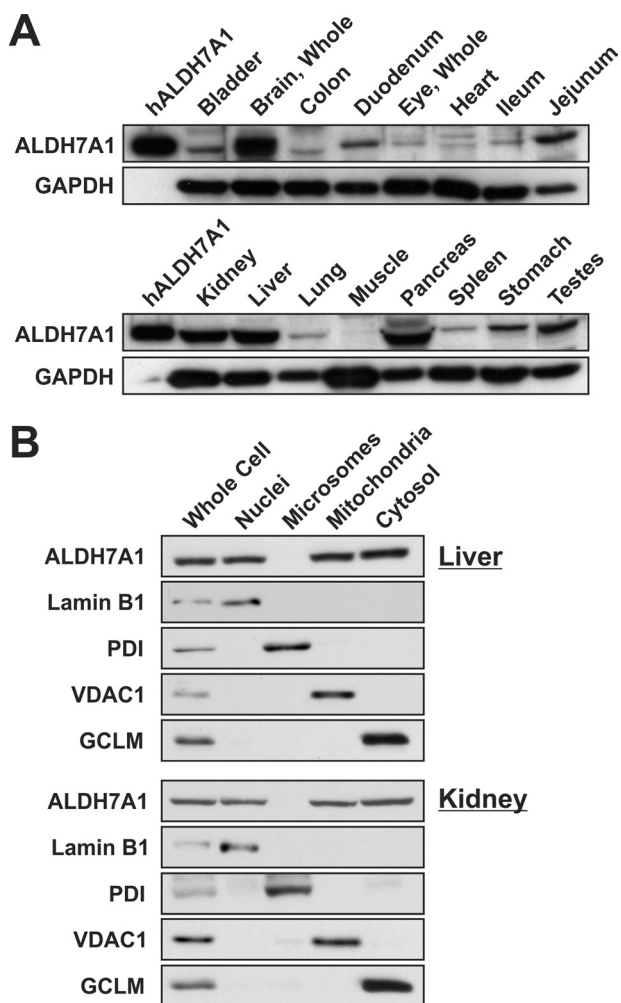 A
hALDH7A1
Bladder
Brain, Whole
Colon
Duodenum
Eye, Whole
Heart
Ileum
Jejunum
ALDH7A1
GAPDH
hALDH7A1
Kidney
Liver
Lung
Muscle
Pancreas
Spleen
Stomach
Testes
ALDH7A1
GAPDH
B
Whole Cell
Nuclei
Microsomes
Mitochondria
Cytosol
ALDH7A1
Liver
Lamin B1
PDI
VDAC1
GCLM
ALDH7A1
Kidney
Lamin B1
PDI
VDAC1
GCLM